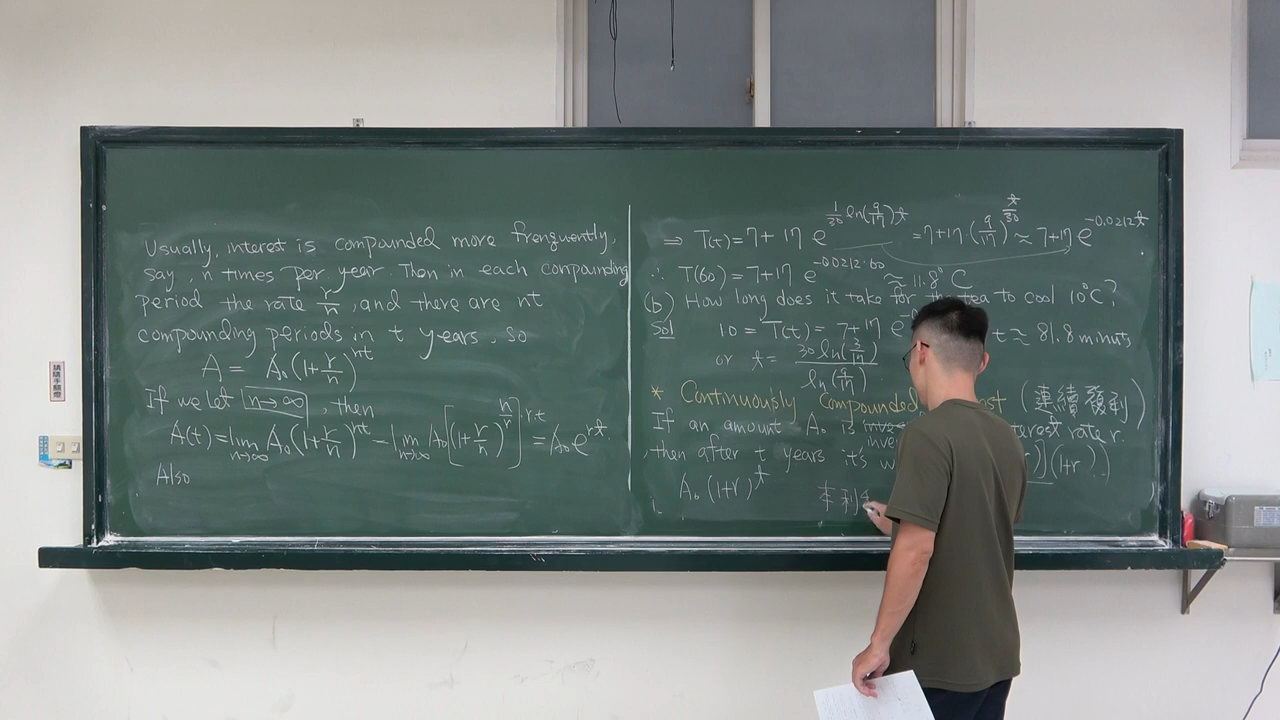 Usually, interest is compounded more frenguently,
say, n times per year. Then in each compounding
period the rate r/n, and there are nt
compounding periods in t years, so
A = A₀(1+r/n)^nt
If we let n→∞, then
A(t) = lim n→∞ A₀(1+r/n)^nt = lim n→∞ A₀[(1+r/n)^n/r]^r·t = A₀e^rt.
Also
⇒ T(t) = 7+17 e^1/30 ln(9/17)t = 7+17·(9/17)^t/30 ≈ 7+17 e^-0.0212t
∴ T(60) = 7+17 e^-0.0212·60 ≈ 11.8°C
(b) How long does it take for the tea to cool 10°C?
Sol 10 = T(t) = 7+17 e t ≈ 81.8 minuts
or t = 30 ln(3/17) / ln(9/17)
* Continuously Compounded (連續複利)
If an amount A₀ is rate r.
then after t years it's (1+r).)
A₀(1+r)^t 本利